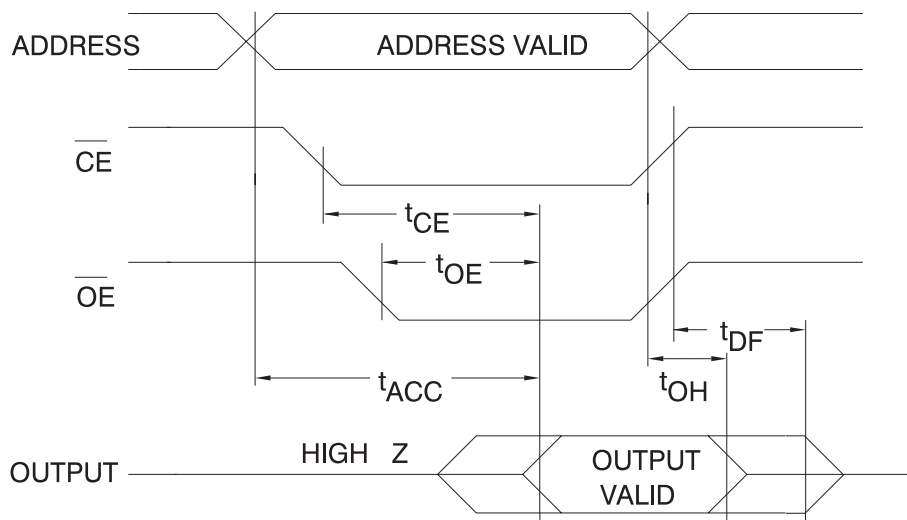 ADDRESS
ADDRESS VALID
CE
tCE
tOE
OE
tDF
tACC
tOH
HIGH Z
OUTPUT
OUTPUT
VALID